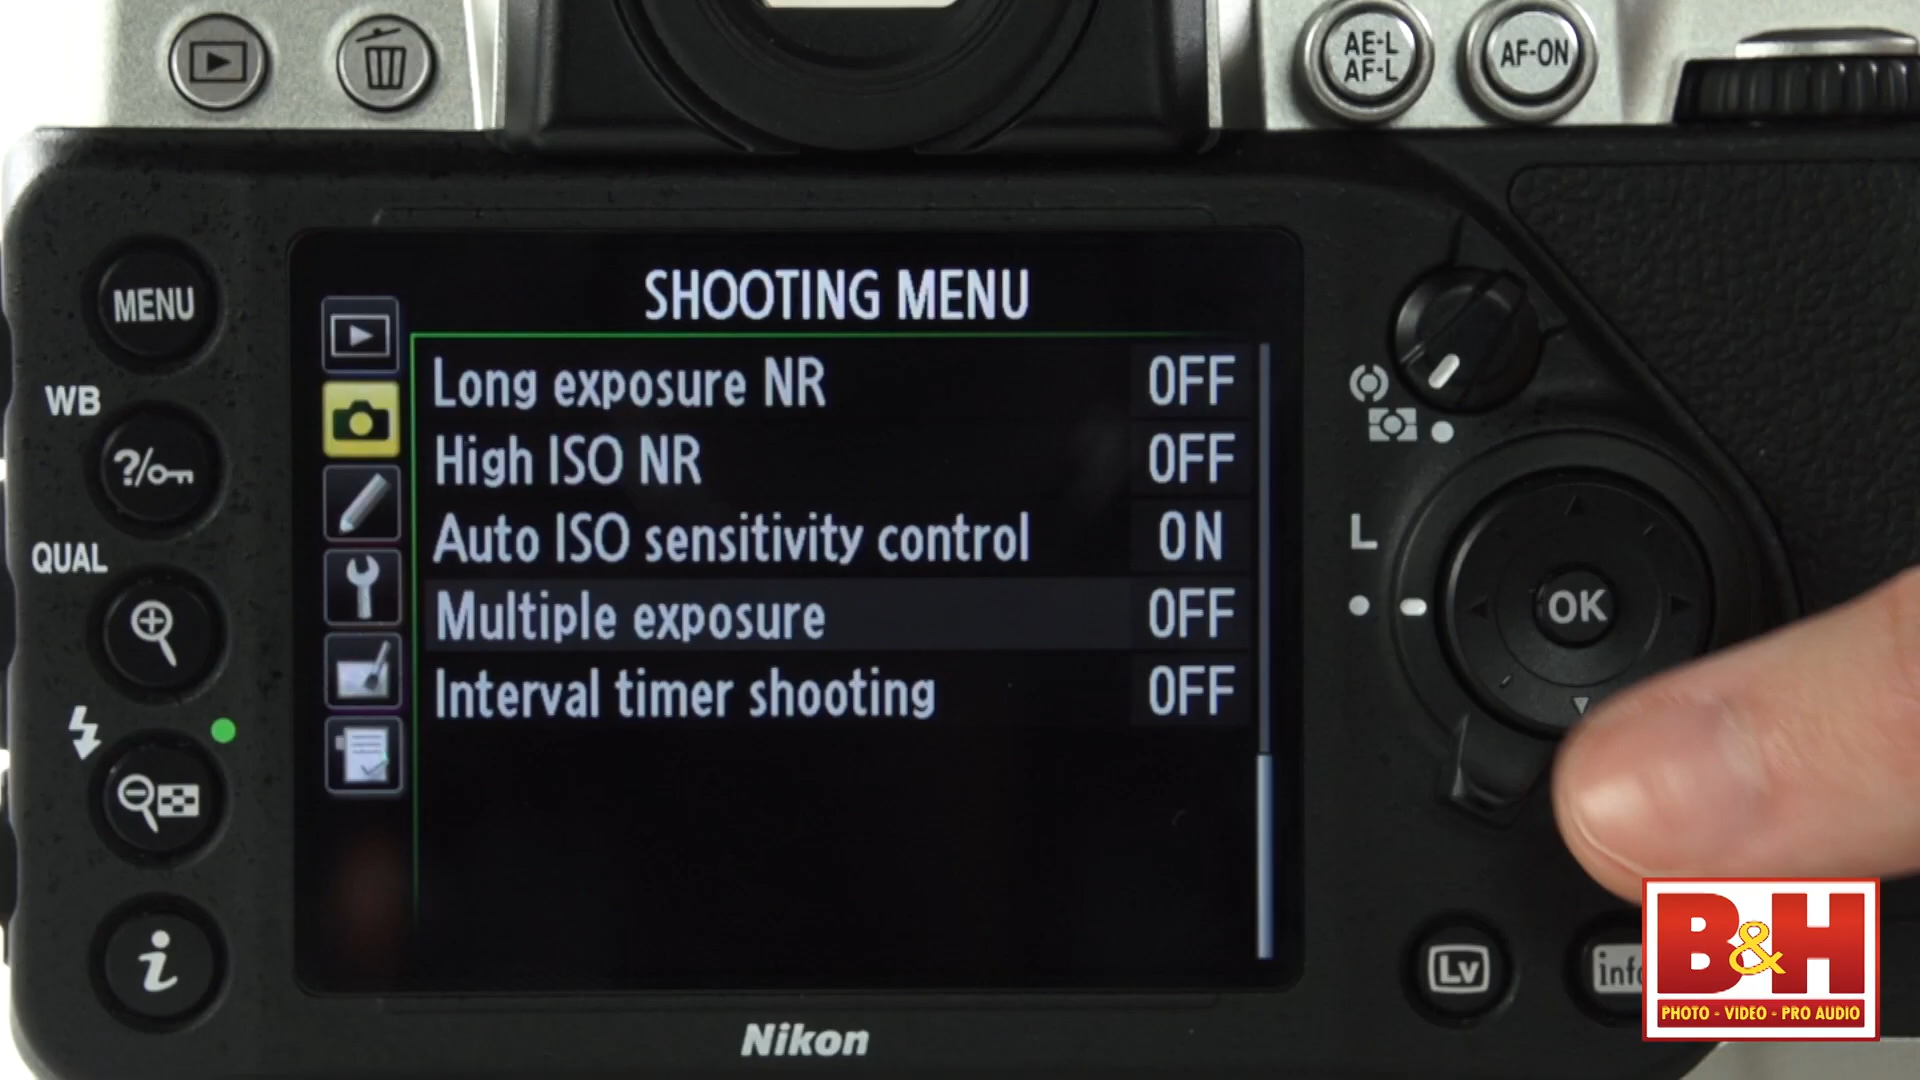 AE-L
AF-L
AF-ON
MENU
SHOOTING MENU
Long exposure NR OFF
High ISO NR OFF
Auto ISO sensitivity control ON
Multiple exposure OFF
Interval timer shooting OFF
WB
?/
QUAL
L
OK
i
Lv
info
Nikon
B&H
PHOTO - VIDEO - PRO AUDIO